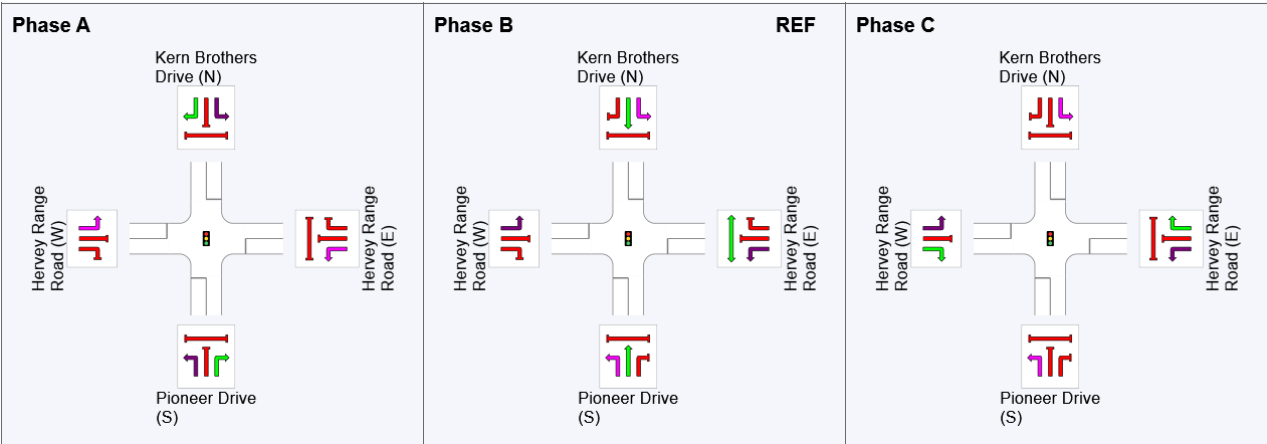 Phase A
Kern Brothers
Drive (N)
Hervey Range
Road (W)
Hervey Range
Road (E)
Pioneer Drive
(S)
Phase B
REF
Kern Brothers
Drive (N)
Hervey Range
Road (W)
Hervey Range
Road (E)
Pioneer Drive
(S)
Phase C
Kern Brothers
Drive (N)
Hervey Range
Road (W)
Hervey Range
Road (E)
Pioneer Drive
(S)